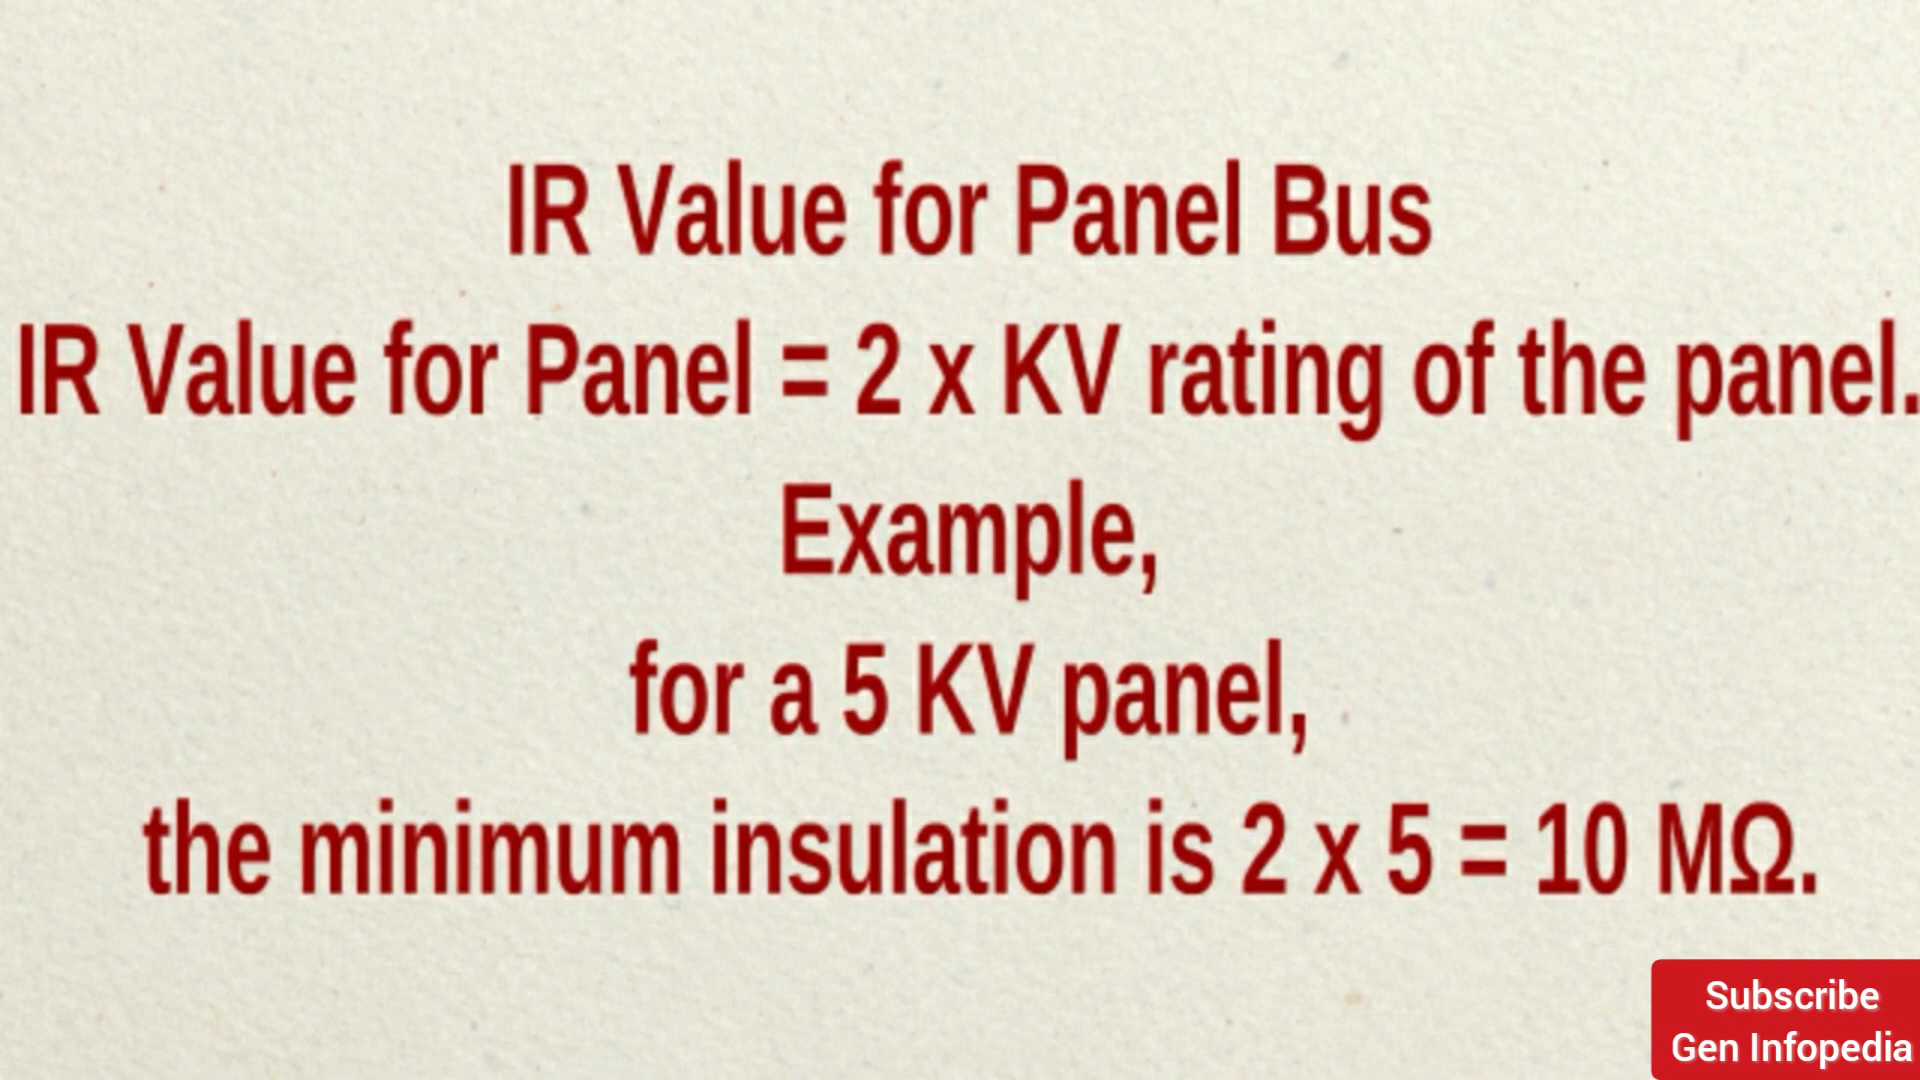 IR Value for Panel Bus
IR Value for Panel = 2 x KV rating of the panel.
Example,
for a 5 KV panel,
the minimum insulation is 2 x 5 = 10 MΩ.
Subscribe
Gen Infopedia